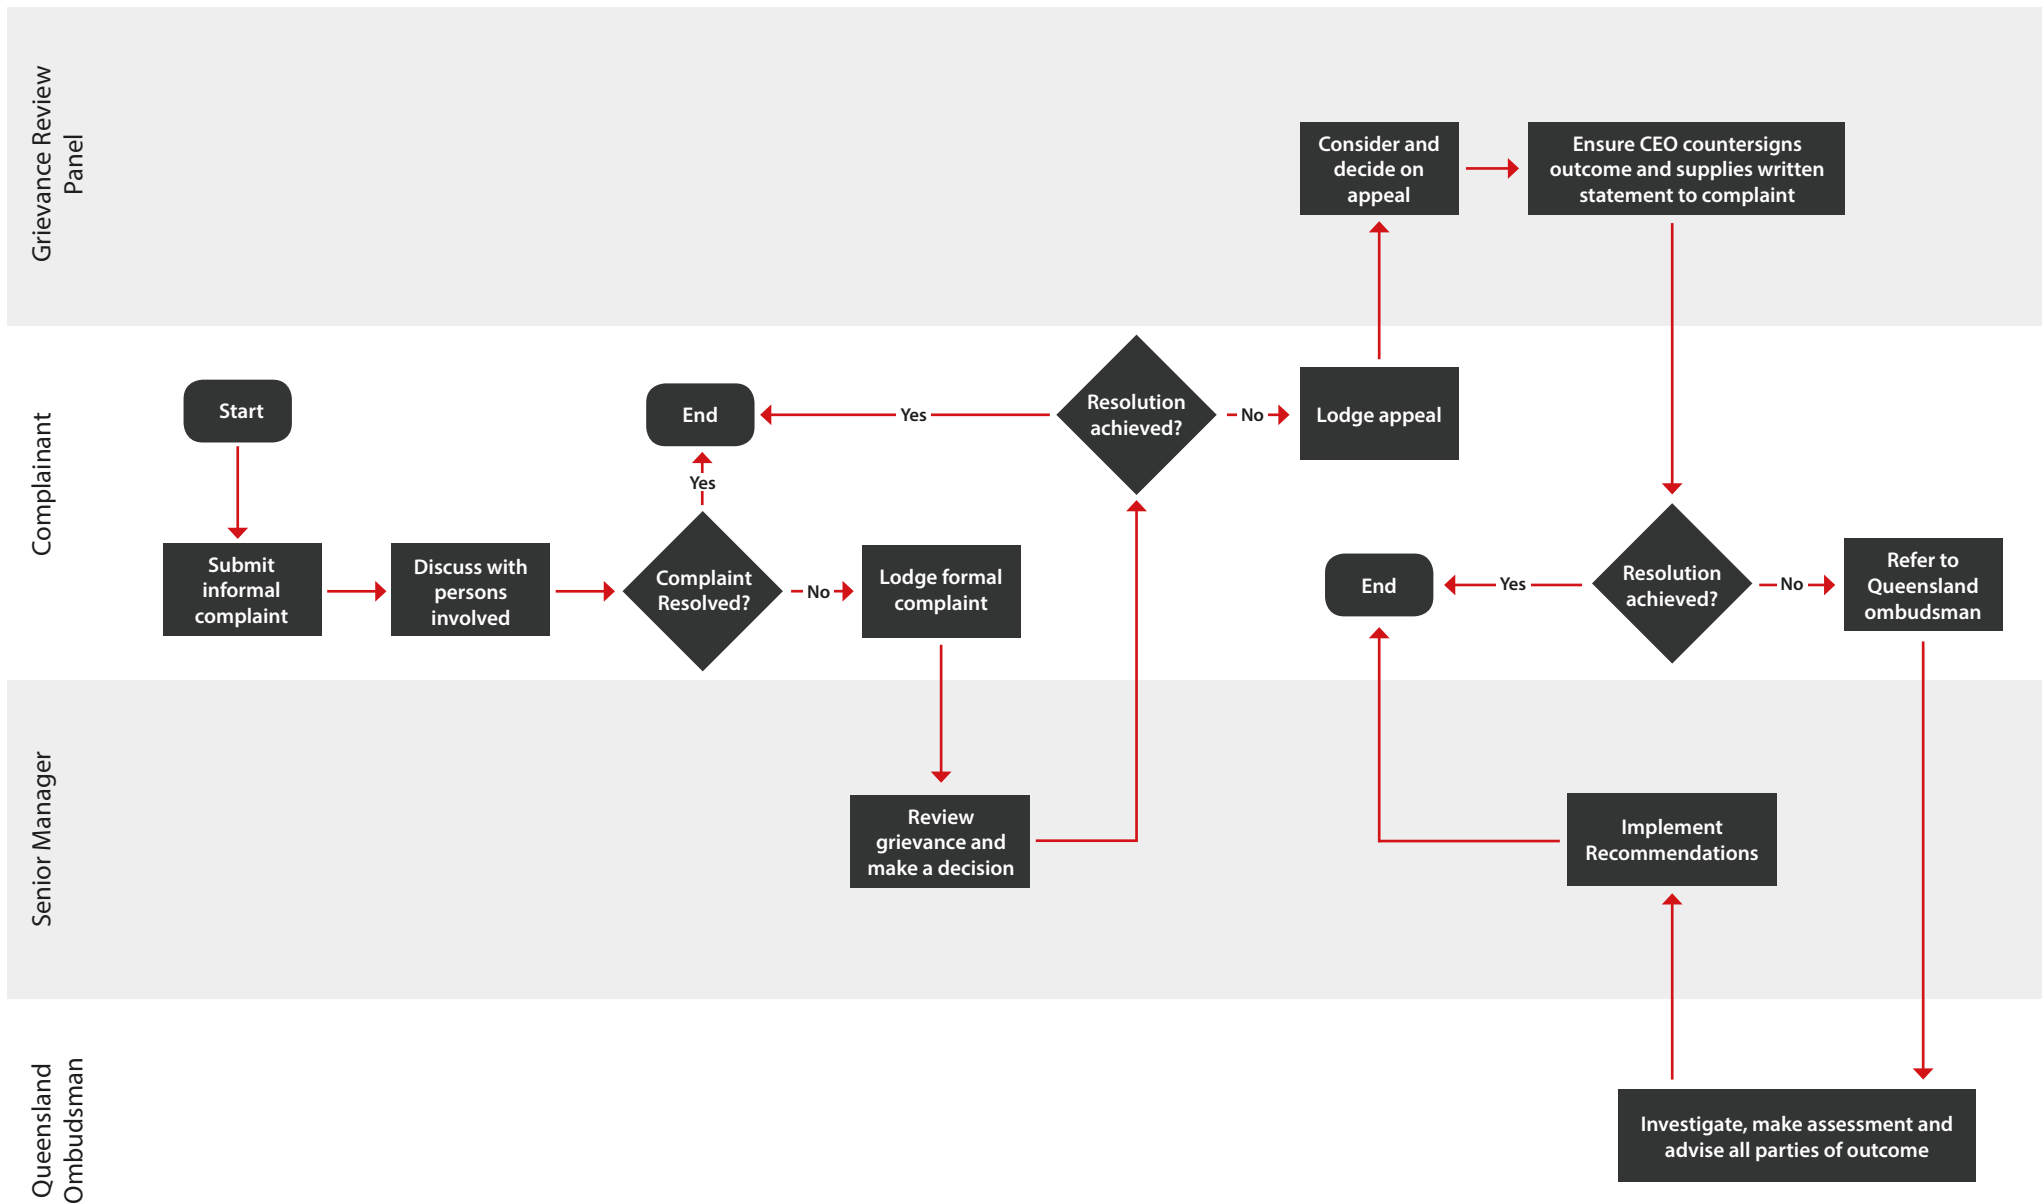 Grievance Review
Panel
Consider and
decide on
appeal
Ensure CEO countersigns
outcome and supplies written
statement to complaint
Complainant
Start
End
Yes
Resolution
achieved?
No
Lodge appeal
Yes
Submit
informal
complaint
Discuss with
persons
involved
Complaint
Resolved?
No
Lodge formal
complaint
End
Yes
Resolution
achieved?
No
Refer to
Queensland
ombudsman
Senior Manager
Review
grievance and
make a decision
Implement
Recommendations
Queensland
Ombudsman
Investigate, make assessment and
advise all parties of outcome